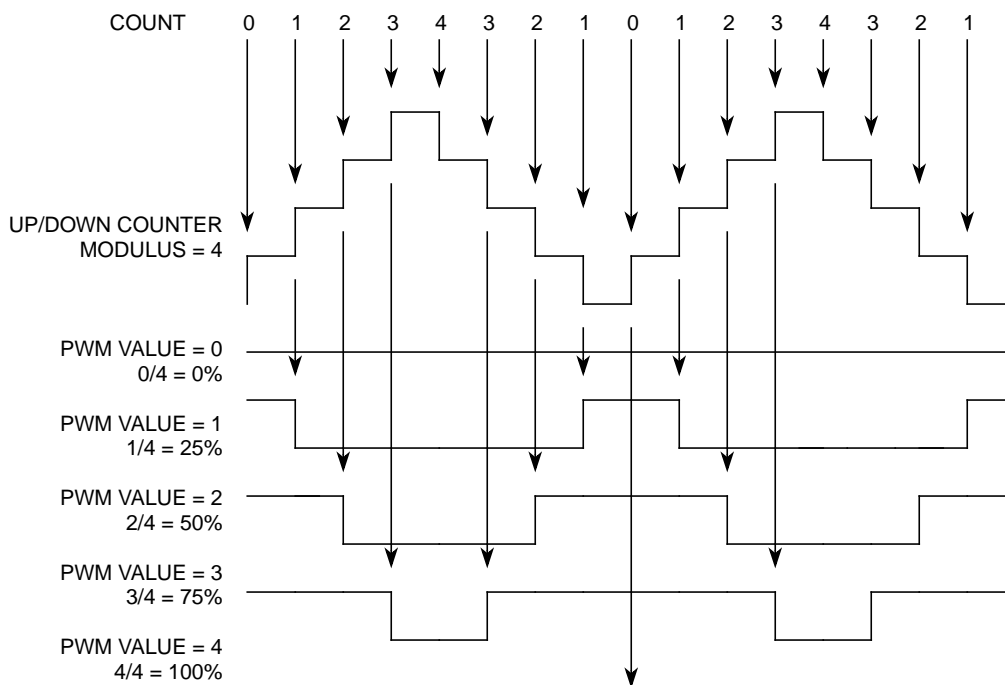 COUNT 0 1 2 3 4 3 2 1 0 1 2 3 4 3 2 1
UP/DOWN COUNTER
MODULUS = 4
PWM VALUE = 0
0/4 = 0%
PWM VALUE = 1
1/4 = 25%
PWM VALUE = 2
2/4 = 50%
PWM VALUE = 3
3/4 = 75%
PWM VALUE = 4
4/4 = 100%